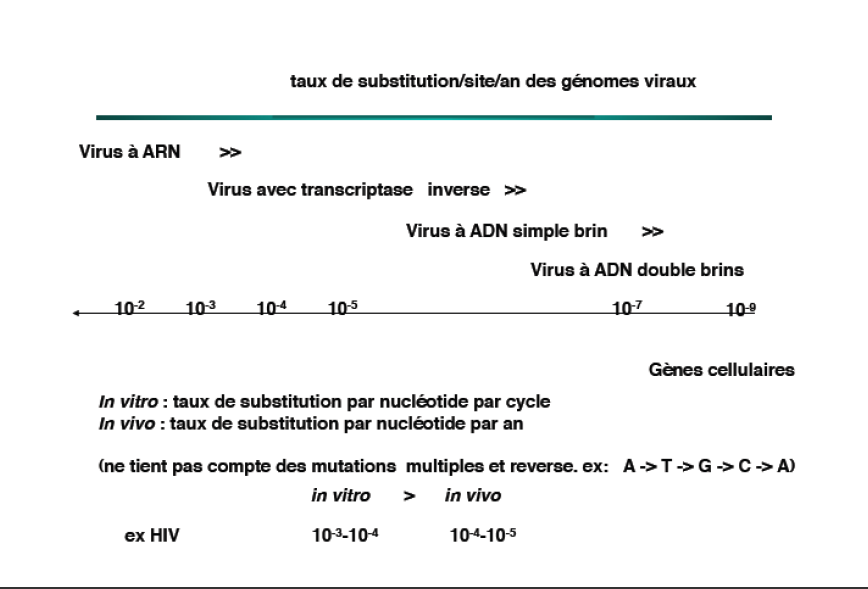 taux de substitution/site/an des génomes viraux
Virus à ARN >>
Virus avec transcriptase inverse >>
Virus à ADN simple brin >>
Virus à ADN double brins
10⁻² 10⁻³ 10⁻⁴ 10⁻⁵ 10⁻⁷ 10⁻⁹
Gènes cellulaires
In vitro : taux de substitution par nucléotide par cycle
In vivo : taux de substitution par nucléotide par an
(ne tient pas compte des mutations multiples et reverse. ex: A -> T -> G -> C -> A)
in vitro > in vivo
ex HIV 10⁻³-10⁻⁴ 10⁻⁴-10⁻⁵